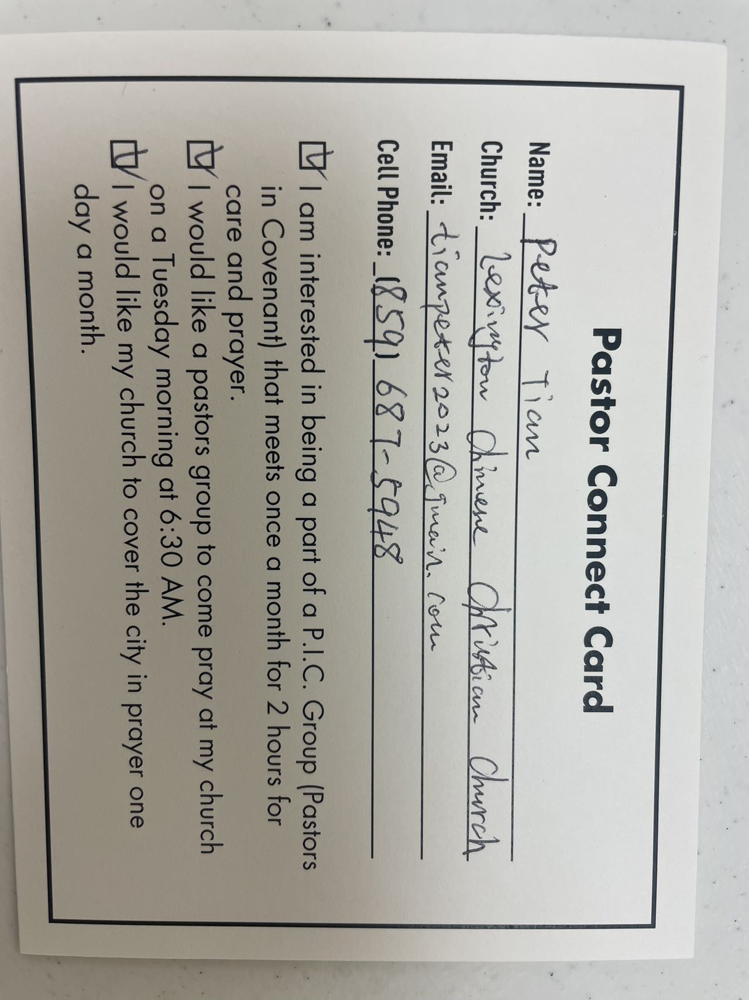 Pastor Connect Card
Name: Peter Tian
Church: Lexington Chinese Christian Church
Email: tianpeter2023@gmail.com
Cell Phone: (859) 687-5948
I am interested in being a part of a P.I.C. Group (Pastors
in Covenant) that meets once a month for 2 hours for
care and prayer.
I would like a pastors group to come pray at my church
on a Tuesday morning at 6:30 AM.
I would like my church to cover the city in prayer one
day a month.